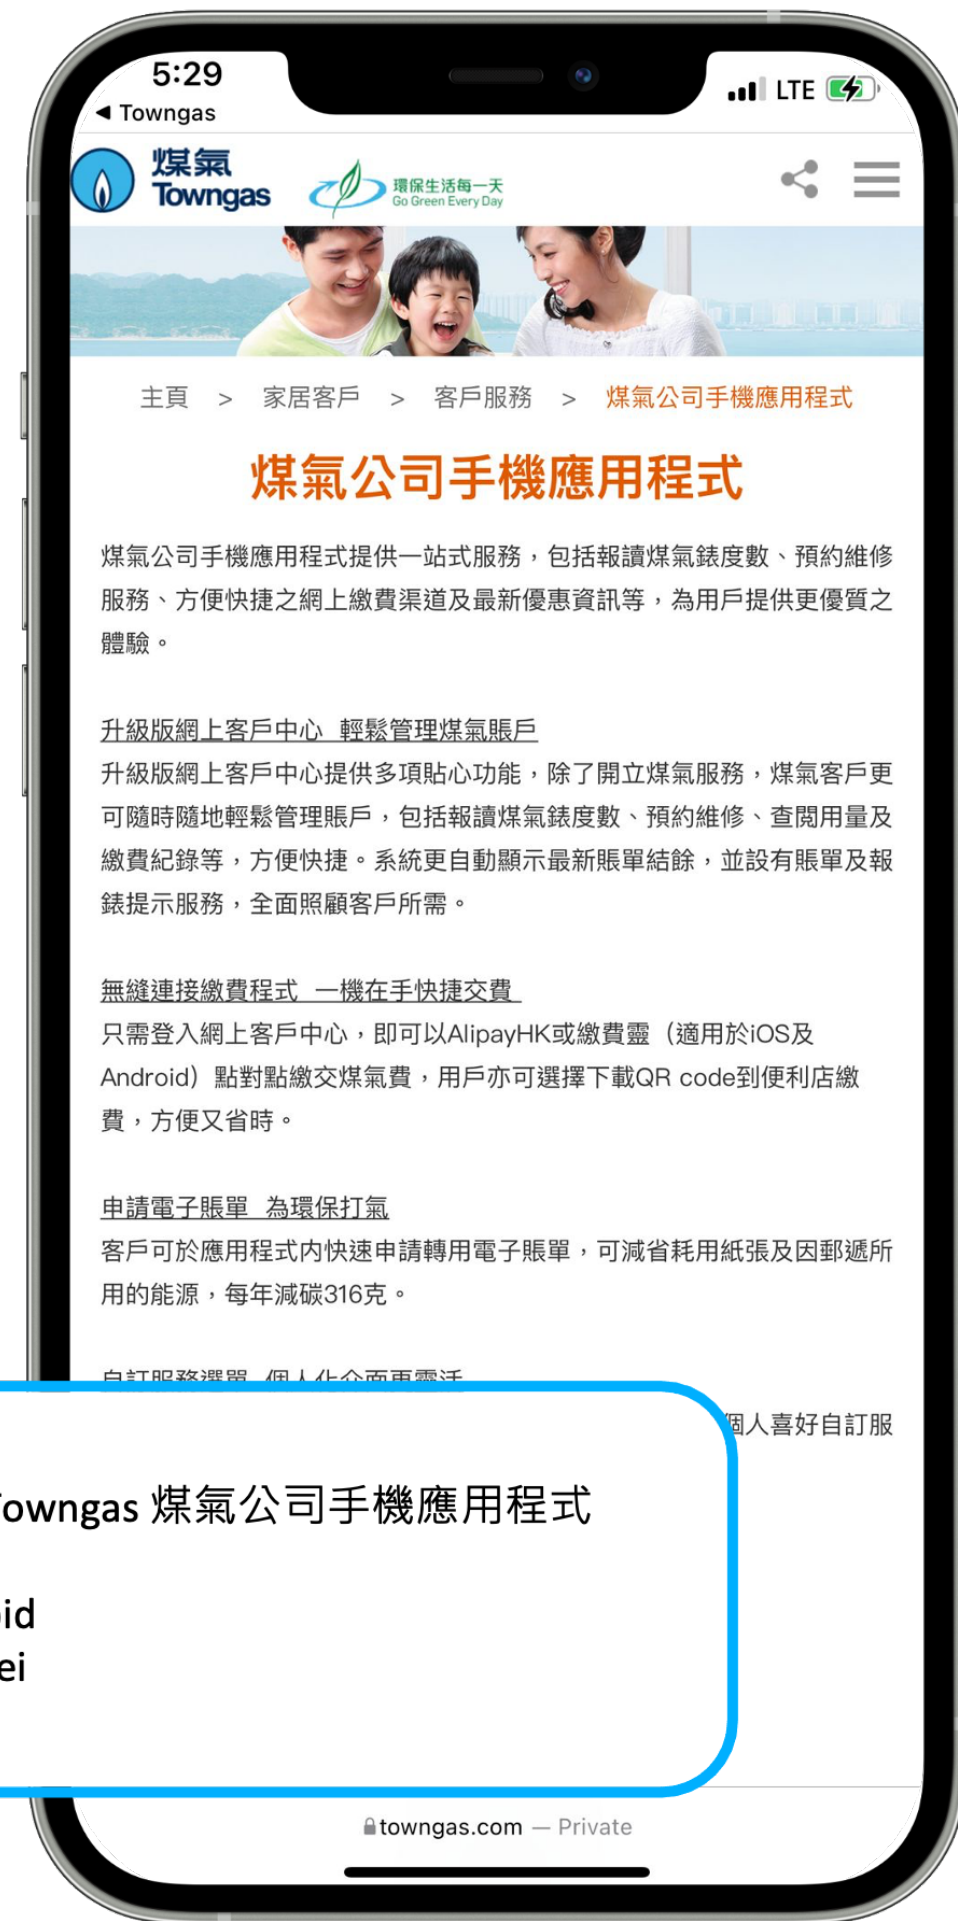 5:29
LTE
Towngas
煤氣
Towngas
環保生活每一天
Go Green Every Day
主頁 > 家居客戶 > 客戶服務 > 煤氣公司手機應用程式
煤氣公司手機應用程式
煤氣公司手機應用程式提供一站式服務，包括報讀煤氣錶度數、預約維修
服務、方便快捷之網上繳費渠道及最新優惠資訊等，為用戶提供更優質之
體驗。
升級版網上客戶中心 輕鬆管理煤氣賬戶
升級版網上客戶中心提供多項貼心功能，除了開立煤氣服務，煤氣客戶更
可隨時隨地輕鬆管理賬戶，包括報讀煤氣錶度數、預約維修、查閱用量及
繳費紀錄等，方便快捷。系統更自動顯示最新賬單結餘，並設有賬單及報
錶提示服務，全面照顧客戶所需。
無縫連接繳費程式 一機在手快捷交費
只需登入網上客戶中心，即可以AlipayHK或繳費靈（適用於iOS及
Android）點對點繳交煤氣費，用戶亦可選擇下載QR code到便利店繳
費，方便又省時。
申請電子賬單 為環保打氣
客戶可於應用程式内快速申請轉用電子賬單，可減省耗用紙張及因郵遞所
用的能源，每年減碳316克。
自訂服務選單 個人化介面更靈活
個人喜好自訂服
owngas 煤氣公司手機應用程式
id
ei
towngas.com — Private